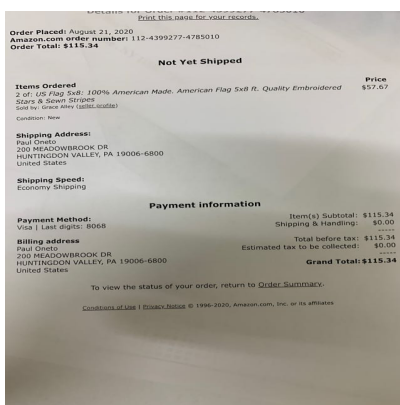 Details for Order #112-4399277-4785010
Print this page for your records.
Order Placed: August 21, 2020
Amazon.com order number: 112-4399277-4785010
Order Total: $115.34
Not Yet Shipped
Items Ordered Price
2 of: US Flag 5x8: 100% American Made. American Flag 5x8 ft. Quality Embroidered $57.67
Stars & Sewn Stripes
Sold by: Grace Alley (seller profile)
Condition: New
Shipping Address:
Paul Oneto
200 MEADOWBROOK DR
HUNTINGDON VALLEY, PA 19006-6800
United States
Shipping Speed:
Economy Shipping
Payment information
Payment Method:
Visa | Last digits: 8068
Billing address
Paul Oneto
200 MEADOWBROOK DR
HUNTINGDON VALLEY, PA 19006-6800
United States
Item(s) Subtotal: $115.34
Shipping & Handling: $0.00
-----
Total before tax: $115.34
Estimated tax to be collected: $0.00
-----
Grand Total: $115.34
To view the status of your order, return to Order Summary.
Conditions of Use | Privacy Notice © 1996-2020, Amazon.com, Inc. or its affiliates